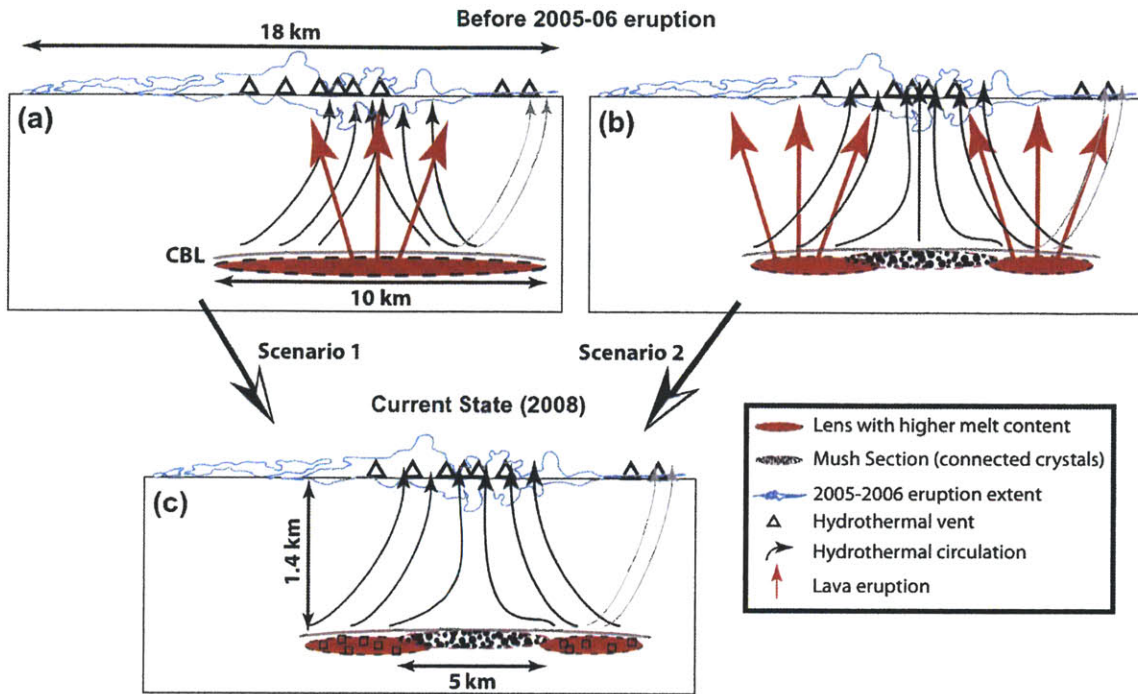 Before 2005-06 eruption
18 km
(a)
(b)
CBL
10 km
Scenario 1
Scenario 2
Current State (2008)
(c)
1.4 km
5 km
Lens with higher melt content
Mush Section (connected crystals)
2005-2006 eruption extent
Hydrothermal vent
Hydrothermal circulation
Lava eruption